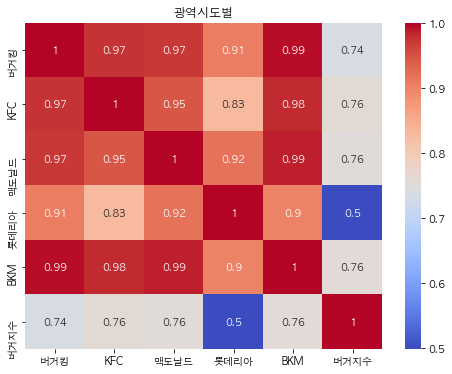 광역시도별
버거킹 1 0.97 0.97 0.91 0.99 0.74
KFC 0.97 1 0.95 0.83 0.98 0.76
맥도날드 0.97 0.95 1 0.92 0.99 0.76
롯데리아 0.91 0.83 0.92 1 0.9 0.5
BKM 0.99 0.98 0.99 0.9 1 0.76
버거지수 0.74 0.76 0.76 0.5 0.76 1
버거킹 KFC 맥도날드 롯데리아 BKM 버거지수
1.0
0.9
0.8
0.7
0.6
0.5